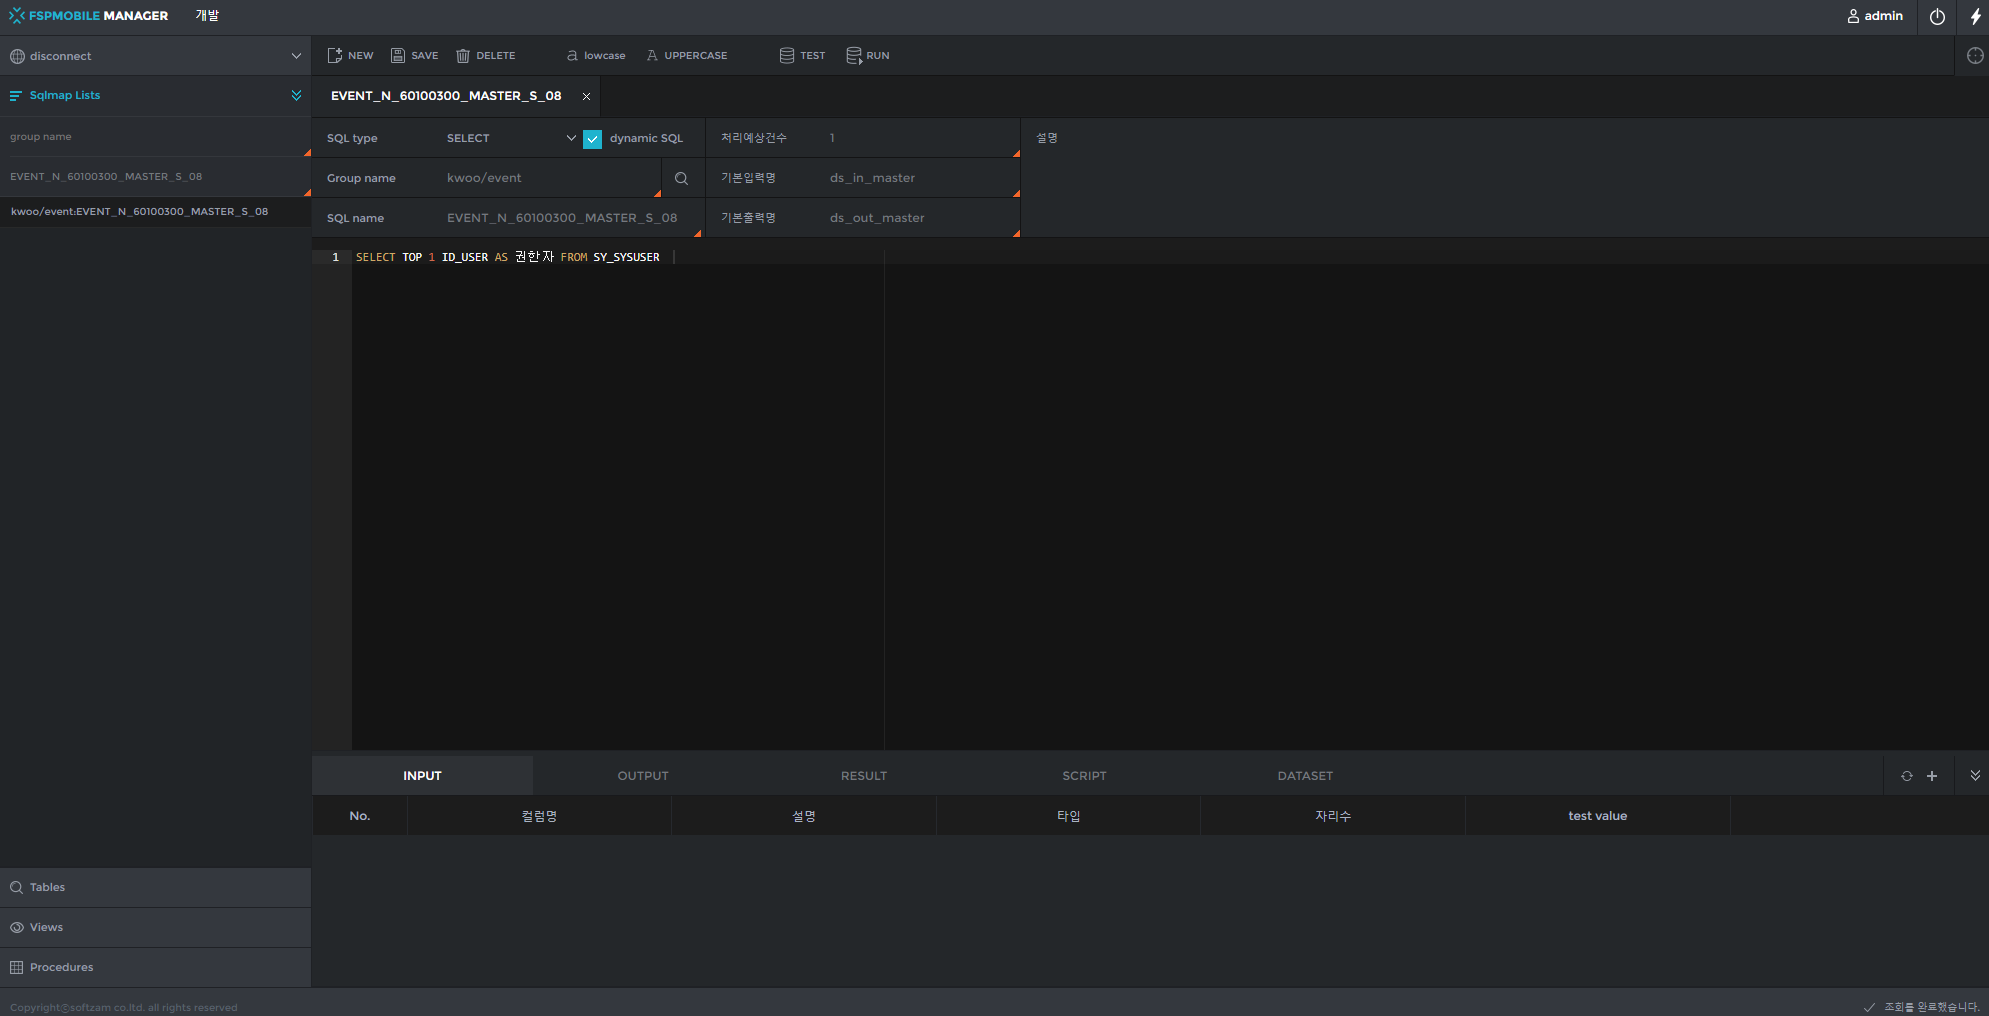 FSPMOBILE MANAGER 개발 admin
disconnect NEW SAVE DELETE a lowcase A UPPERCASE TEST RUN
Sqlmap Lists EVENT_N_60100300_MASTER_S_08
group name
EVENT_N_60100300_MASTER_S_08
kwoo/event:EVENT_N_60100300_MASTER_S_08
SQL type SELECT dynamic SQL 처리예상건수 1 설명
Group name kwoo/event 기본입력명 ds_in_master
SQL name EVENT_N_60100300_MASTER_S_08 기본출력명 ds_out_master
1 SELECT TOP 1 ID_USER AS 권한자 FROM SY_SYSUSER
INPUT OUTPUT RESULT SCRIPT DATASET
No. 컬럼명 설명 타입 자리수 test value
Tables
Views
Procedures
Copyrightⓒsoftzam co.ltd. all rights reserved 조회를 완료했습니다.